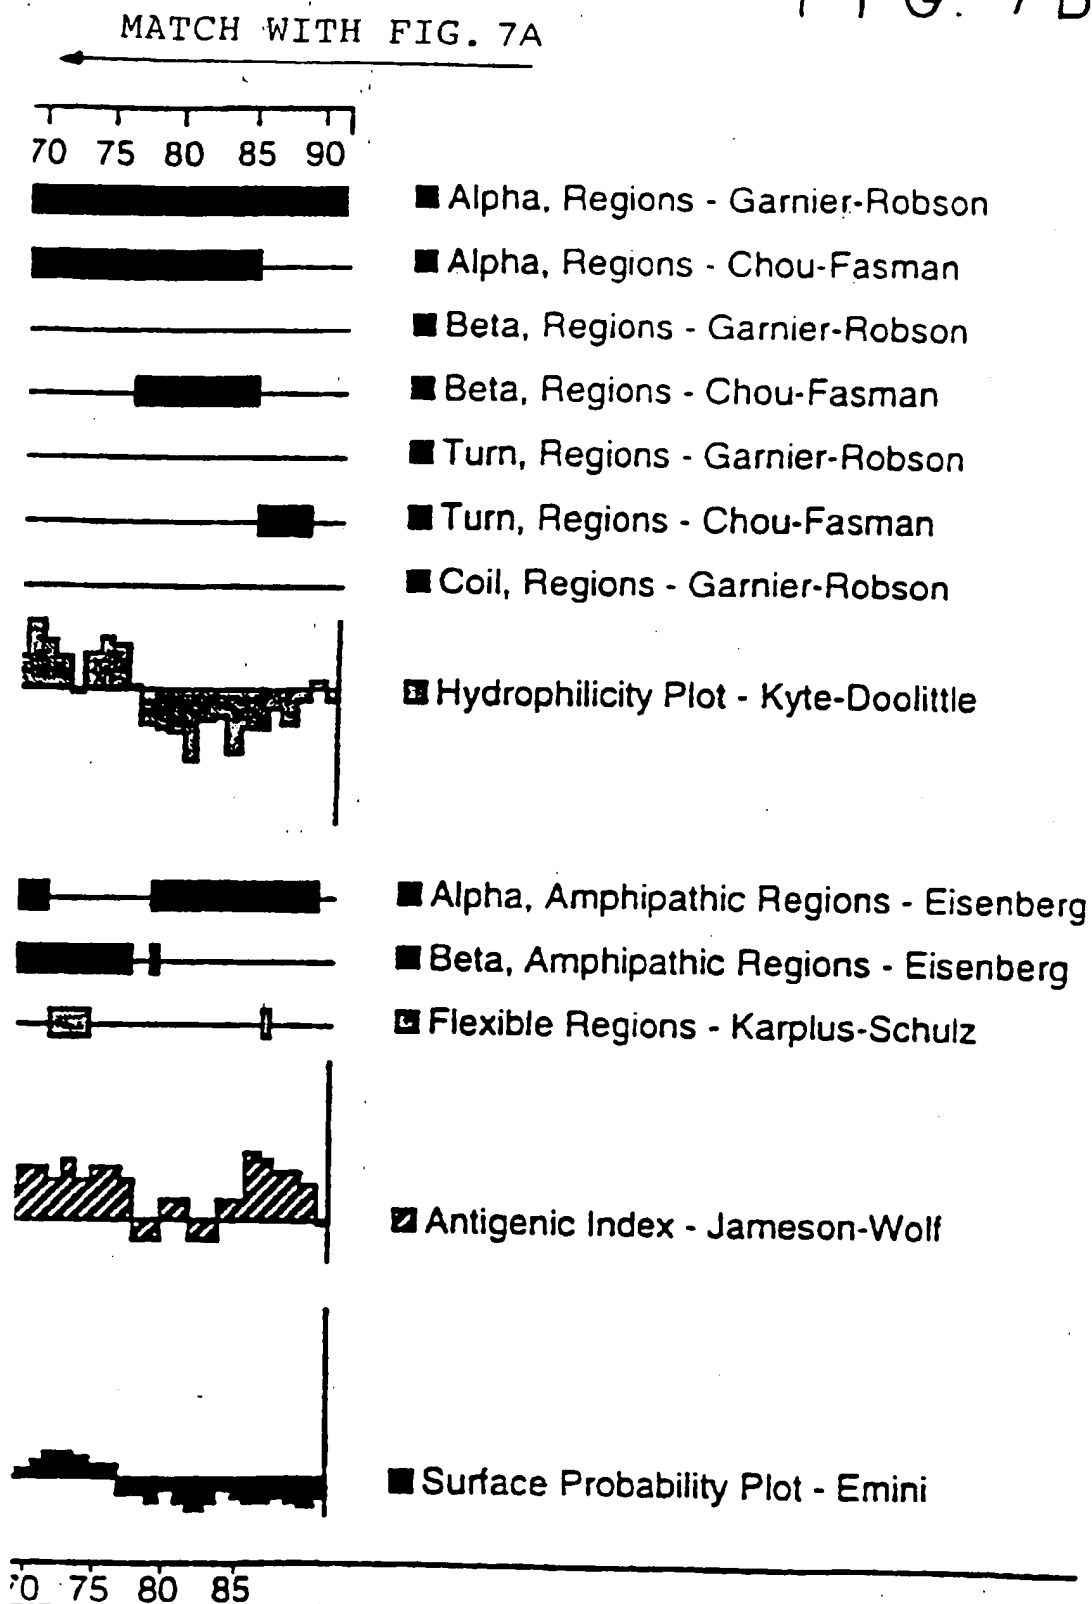 FIG. 7B
MATCH WITH FIG. 7A
70 75 80 85 90
Alpha, Regions - Garnier-Robson
Alpha, Regions - Chou-Fasman
Beta, Regions - Garnier-Robson
Beta, Regions - Chou-Fasman
Turn, Regions - Garnier-Robson
Turn, Regions - Chou-Fasman
Coil, Regions - Garnier-Robson
Hydrophilicity Plot - Kyte-Doolittle
Alpha, Amphipathic Regions - Eisenberg
Beta, Amphipathic Regions - Eisenberg
Flexible Regions - Karplus-Schulz
Antigenic Index - Jameson-Wolf
Surface Probability Plot - Emini
70 75 80 85